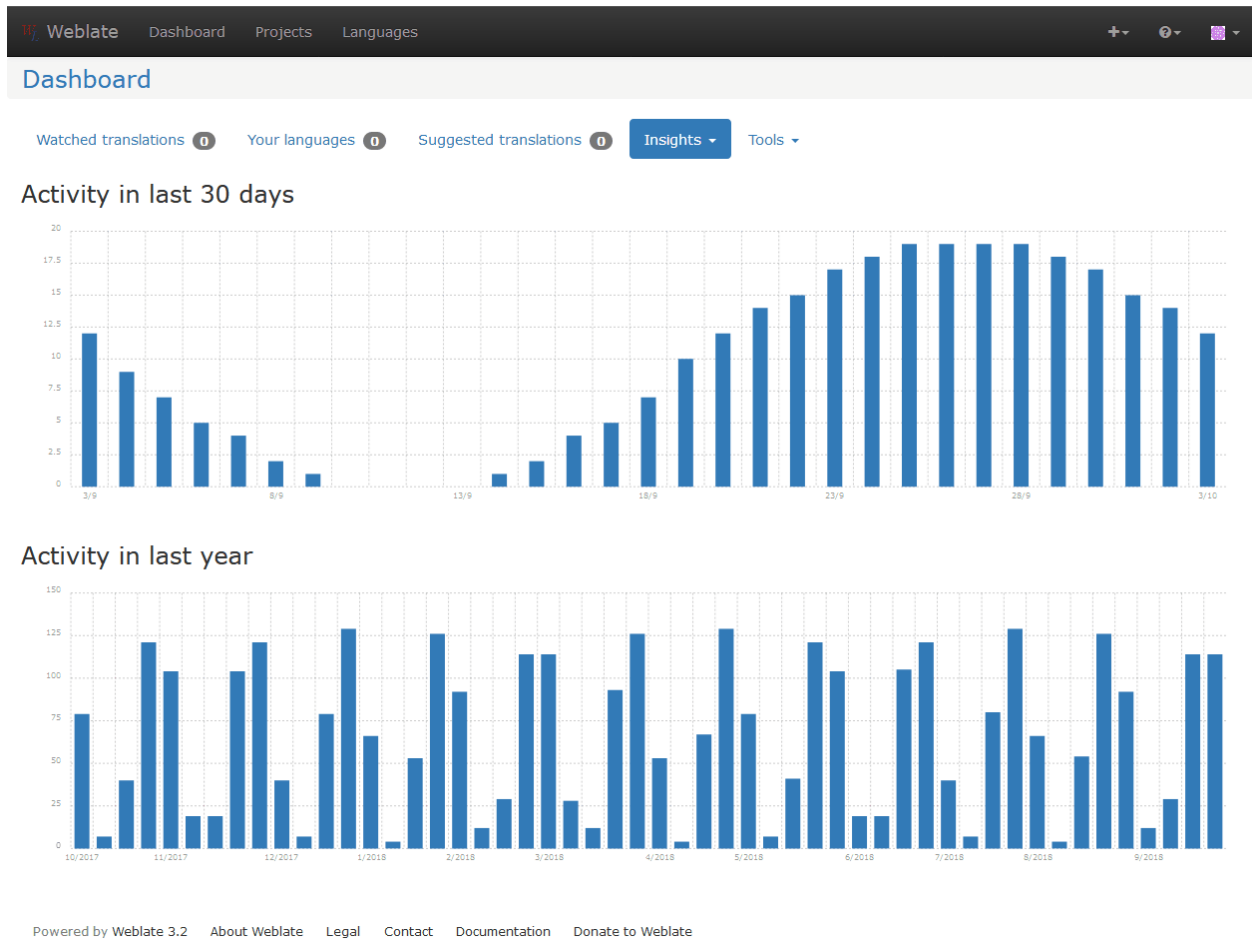 Weblate Dashboard Projects Languages
Dashboard
Watched translations 0 Your languages 0 Suggested translations 0 Insights Tools
Activity in last 30 days
20
17.5
15
12.5
10
7.5
5
2.5
0
3/9 8/9 13/9 18/9 23/9 28/9 3/10
Activity in last year
150
125
100
75
50
25
0
10/2017 11/2017 12/2017 1/2018 2/2018 3/2018 4/2018 5/2018 6/2018 7/2018 8/2018 9/2018
Powered by Weblate 3.2 About Weblate Legal Contact Documentation Donate to Weblate